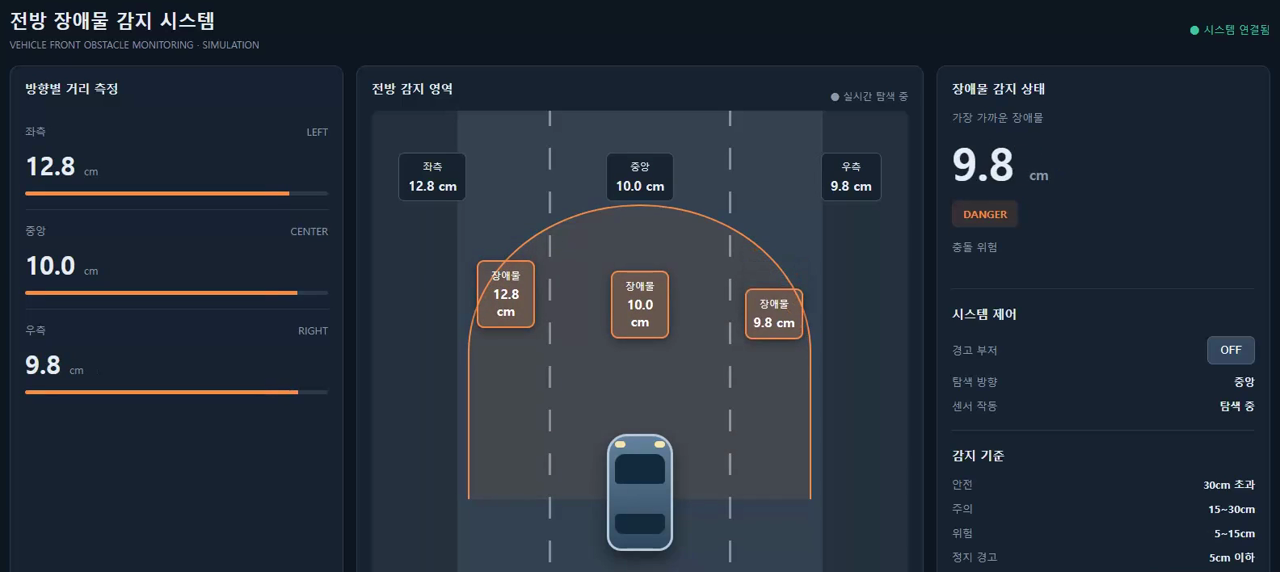 전방 장애물 감지 시스템
VEHICLE FRONT OBSTACLE MONITORING · SIMULATION
시스템 연결됨
방향별 거리 측정
좌측 LEFT
12.8 cm
중앙 CENTER
10.0 cm
우측 RIGHT
9.8 cm
전방 감지 영역
실시간 탐색 중
좌측
12.8 cm
중앙
10.0 cm
우측
9.8 cm
장애물
12.8
cm
장애물
10.0
cm
장애물
9.8 cm
장애물 감지 상태
가장 가까운 장애물
9.8 cm
DANGER
충돌 위험
시스템 제어
경고 부저 OFF
탐색 방향 중앙
센서 작동 탐색 중
감지 기준
안전 30cm 초과
주의 15~30cm
위험 5~15cm
정지 경고 5cm 이하